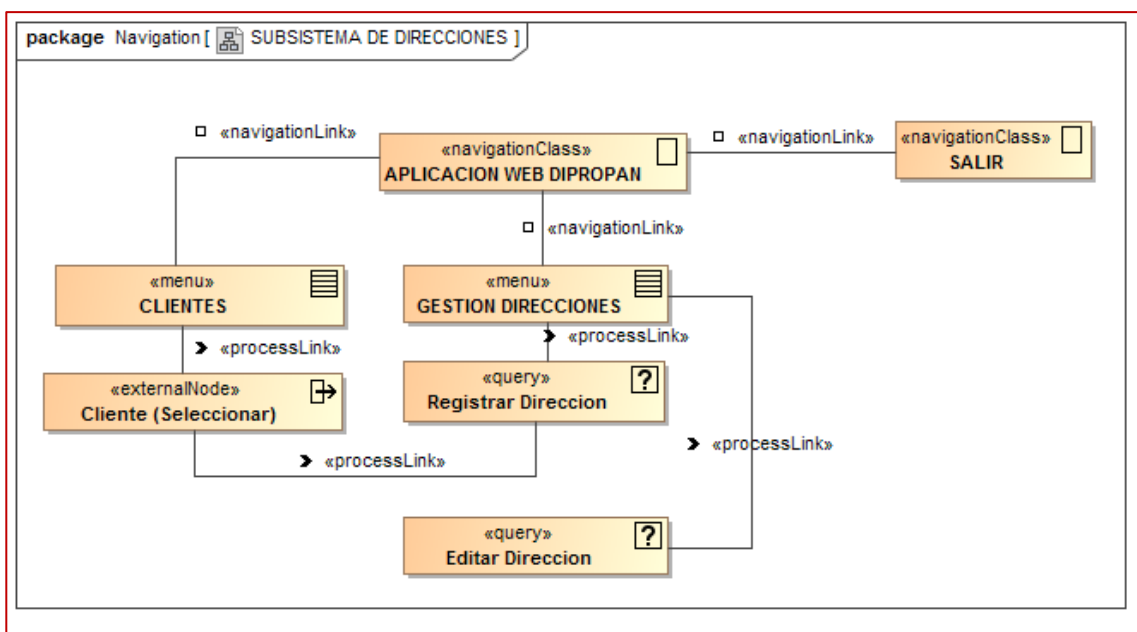 package Navigation [ SUBSISTEMA DE DIRECCIONES ]
«navigationLink»
«navigationClass»
APLICACION WEB DIPROPAN
«navigationLink»
«navigationClass»
SALIR
«navigationLink»
«menu»
CLIENTES
«menu»
GESTION DIRECCIONES
«processLink»
«processLink»
«externalNode»
Cliente (Seleccionar)
«query»
?
Registrar Direccion
«processLink»
«processLink»
«query»
?
Editar Direccion